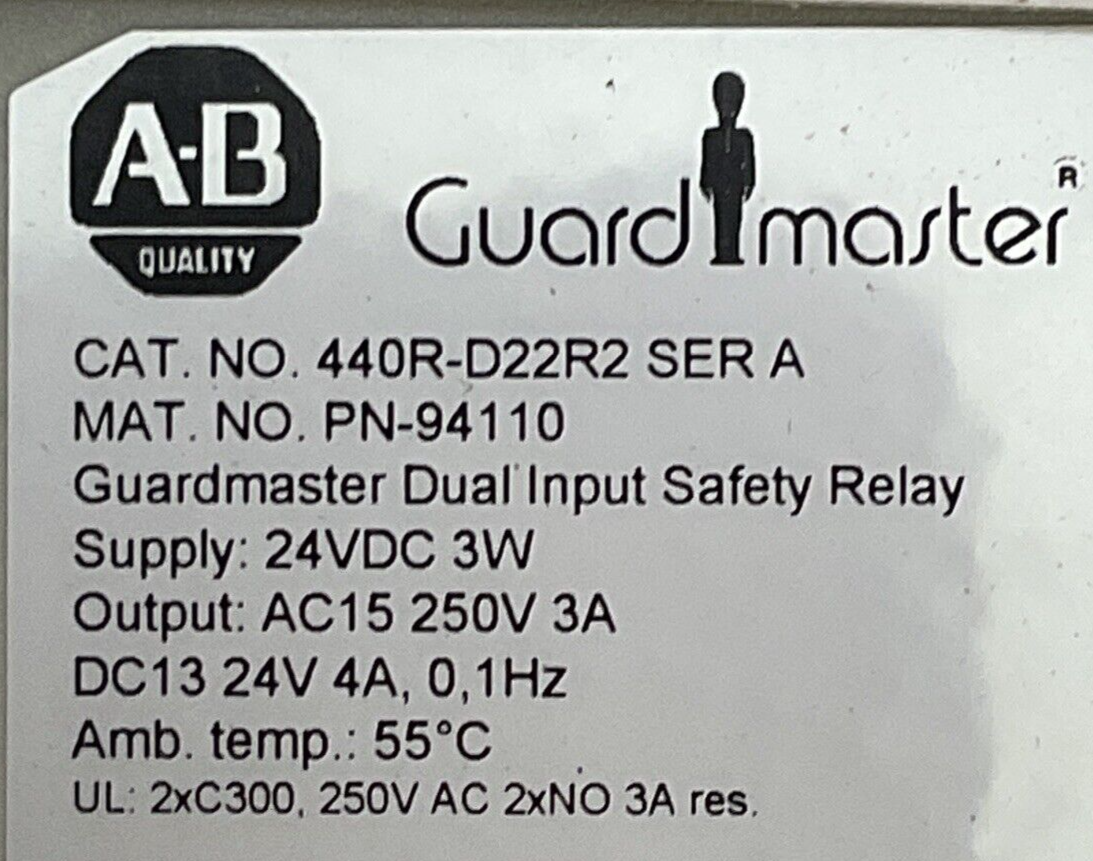 A-B
QUALITY
Guardmaster®
CAT. NO. 440R-D22R2 SER A
MAT. NO. PN-94110
Guardmaster Dual Input Safety Relay
Supply: 24VDC 3W
Output: AC15 250V 3A
DC13 24V 4A, 0,1Hz
Amb. temp.: 55°C
UL: 2xC300, 250V AC 2xNO 3A res.